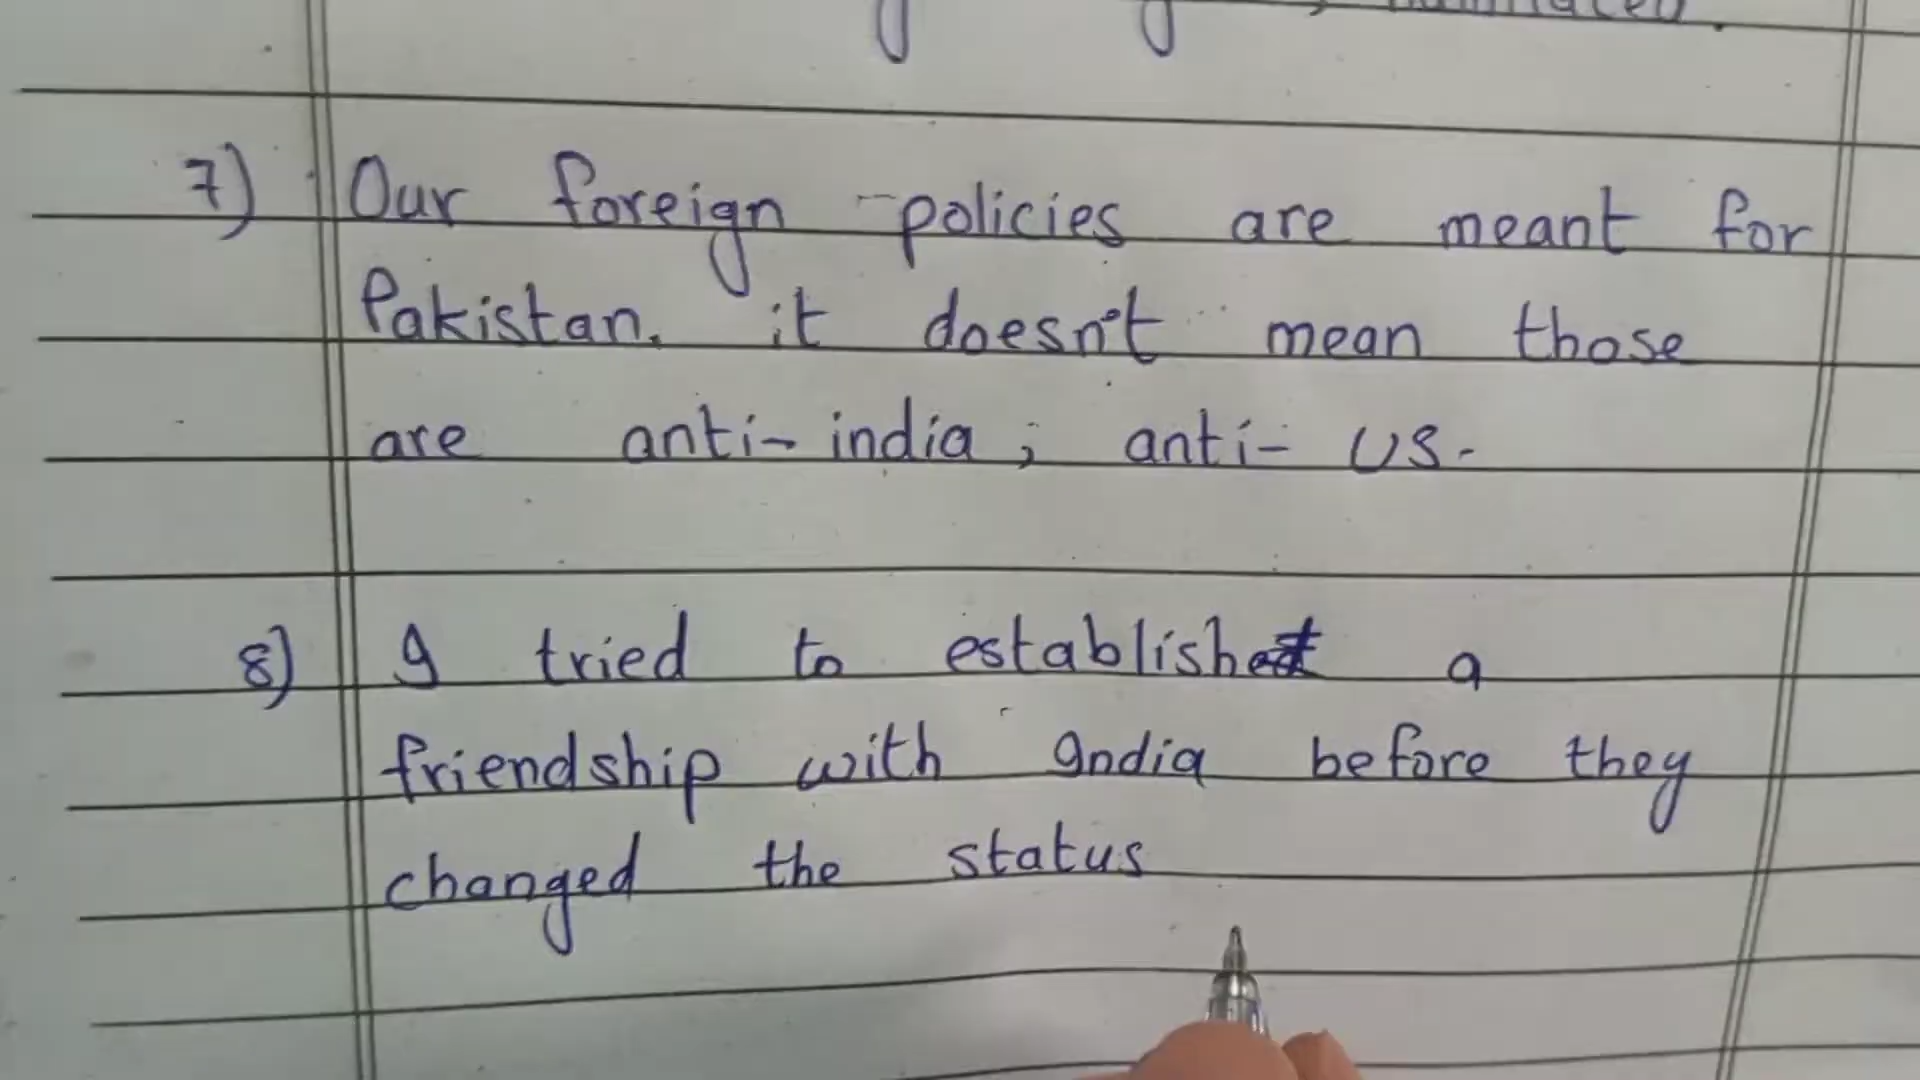 7) Our foreign policies are meant for
Pakistan. it doesn't mean those
are anti-india, anti-US.
8) I tried to establish a
friendship with India before they
changed the status